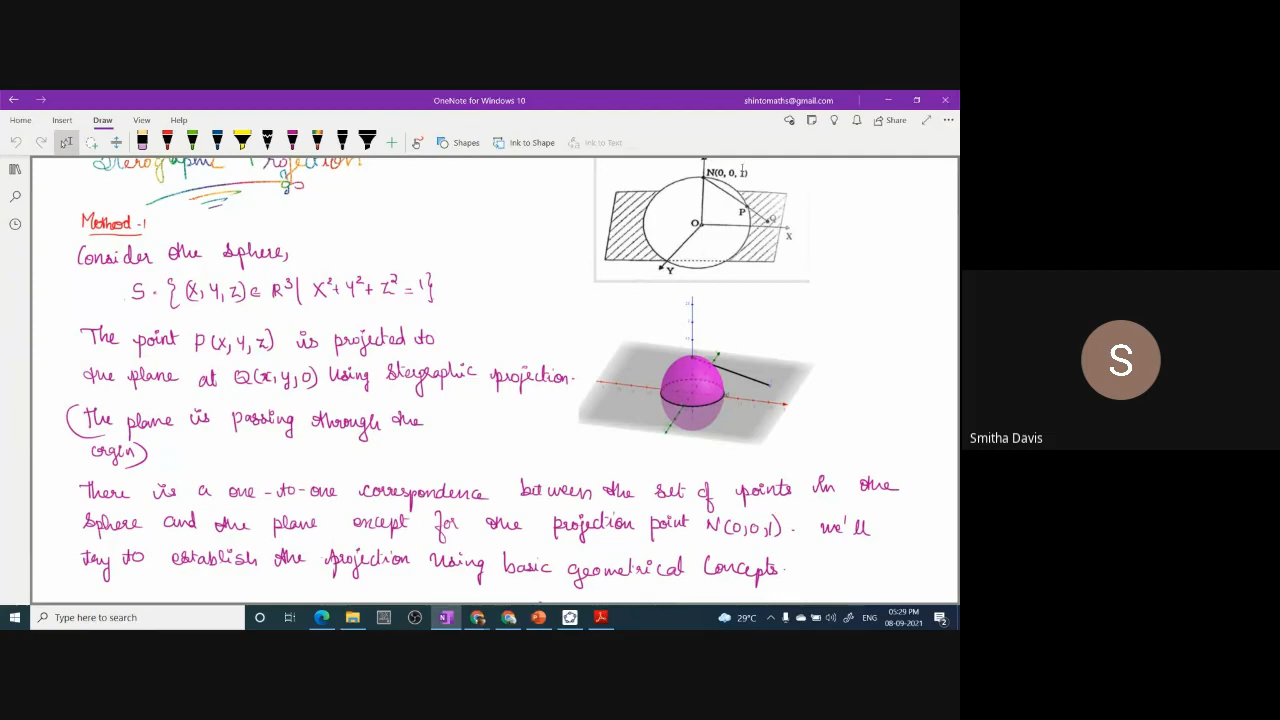 OneNote for Windows 10
shintomaths@gmail.com
Home Insert Draw View Help
Share
Shapes
Ink to Shape
Ink to Text
Sterographic Projection
Method-1
Consider the sphere,
S = { (X, Y, Z) ∈ R³ | X² + Y² + Z² = 1 }
The point P(X, Y, Z) is projected to
the plane at Q(x, y, 0) using Stergraphic projection.
(The plane is passing through the
orgin)
There is a one-to-one correspondence between the set of points in the
sphere and the plane except for the projection point N(0,0,1). We'll
try to establish the projection using basic geometrical concepts.
N(0, 0, 1)
P
Q
O
X
Y
S
Smitha Davis
Type here to search
29°C
ENG
05:29 PM
08-09-2021
2